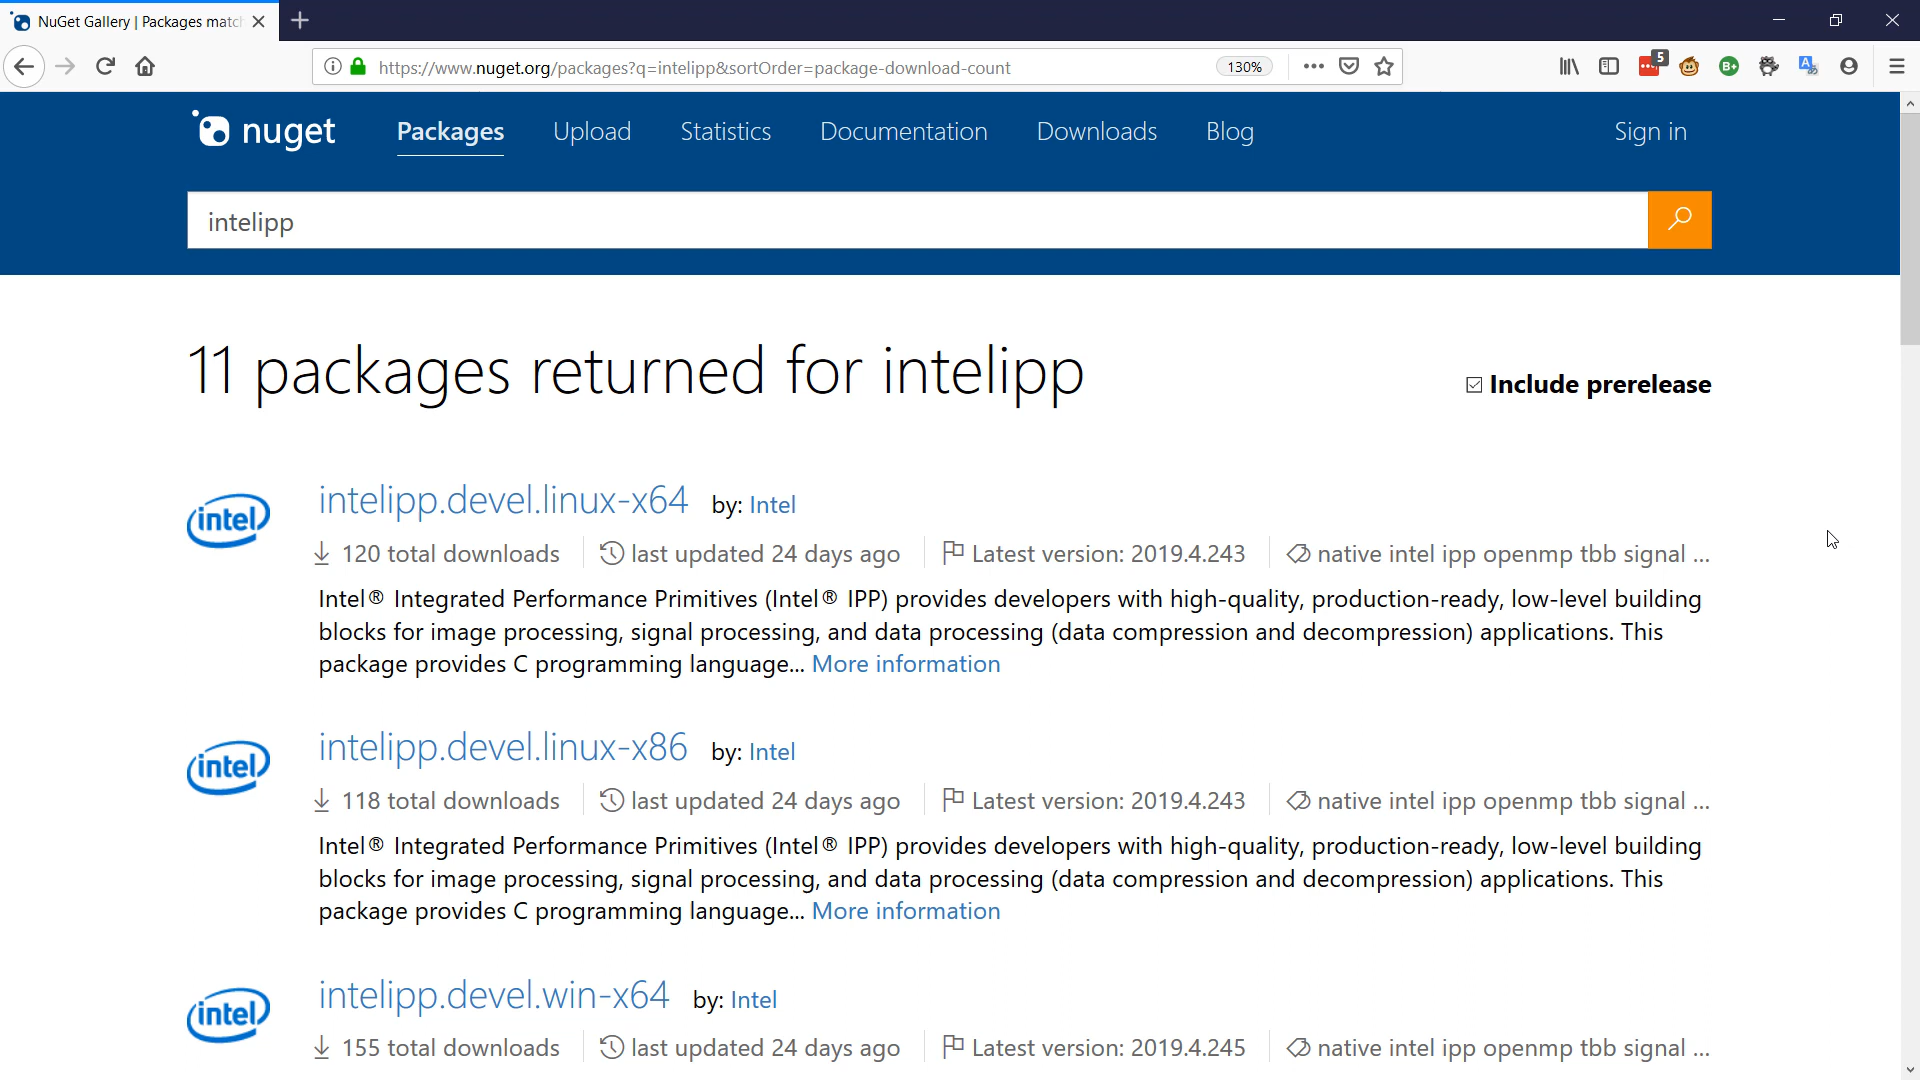 NuGet Gallery | Packages matc
https://www.nuget.org/packages?q=intelipp&sortOrder=package-download-count
130%
5
B+
nuget
Packages
Upload
Statistics
Documentation
Downloads
Blog
Sign in
intelipp
11 packages returned for intelipp
Include prerelease
intel
intelipp.devel.linux-x64 by: Intel
120 total downloads last updated 24 days ago Latest version: 2019.4.243 native intel ipp openmp tbb signal ...
Intel® Integrated Performance Primitives (Intel® IPP) provides developers with high-quality, production-ready, low-level building
blocks for image processing, signal processing, and data processing (data compression and decompression) applications. This
package provides C programming language... More information
intel
intelipp.devel.linux-x86 by: Intel
118 total downloads last updated 24 days ago Latest version: 2019.4.243 native intel ipp openmp tbb signal ...
Intel® Integrated Performance Primitives (Intel® IPP) provides developers with high-quality, production-ready, low-level building
blocks for image processing, signal processing, and data processing (data compression and decompression) applications. This
package provides C programming language... More information
intel
intelipp.devel.win-x64 by: Intel
155 total downloads last updated 24 days ago Latest version: 2019.4.245 native intel ipp openmp tbb signal ...